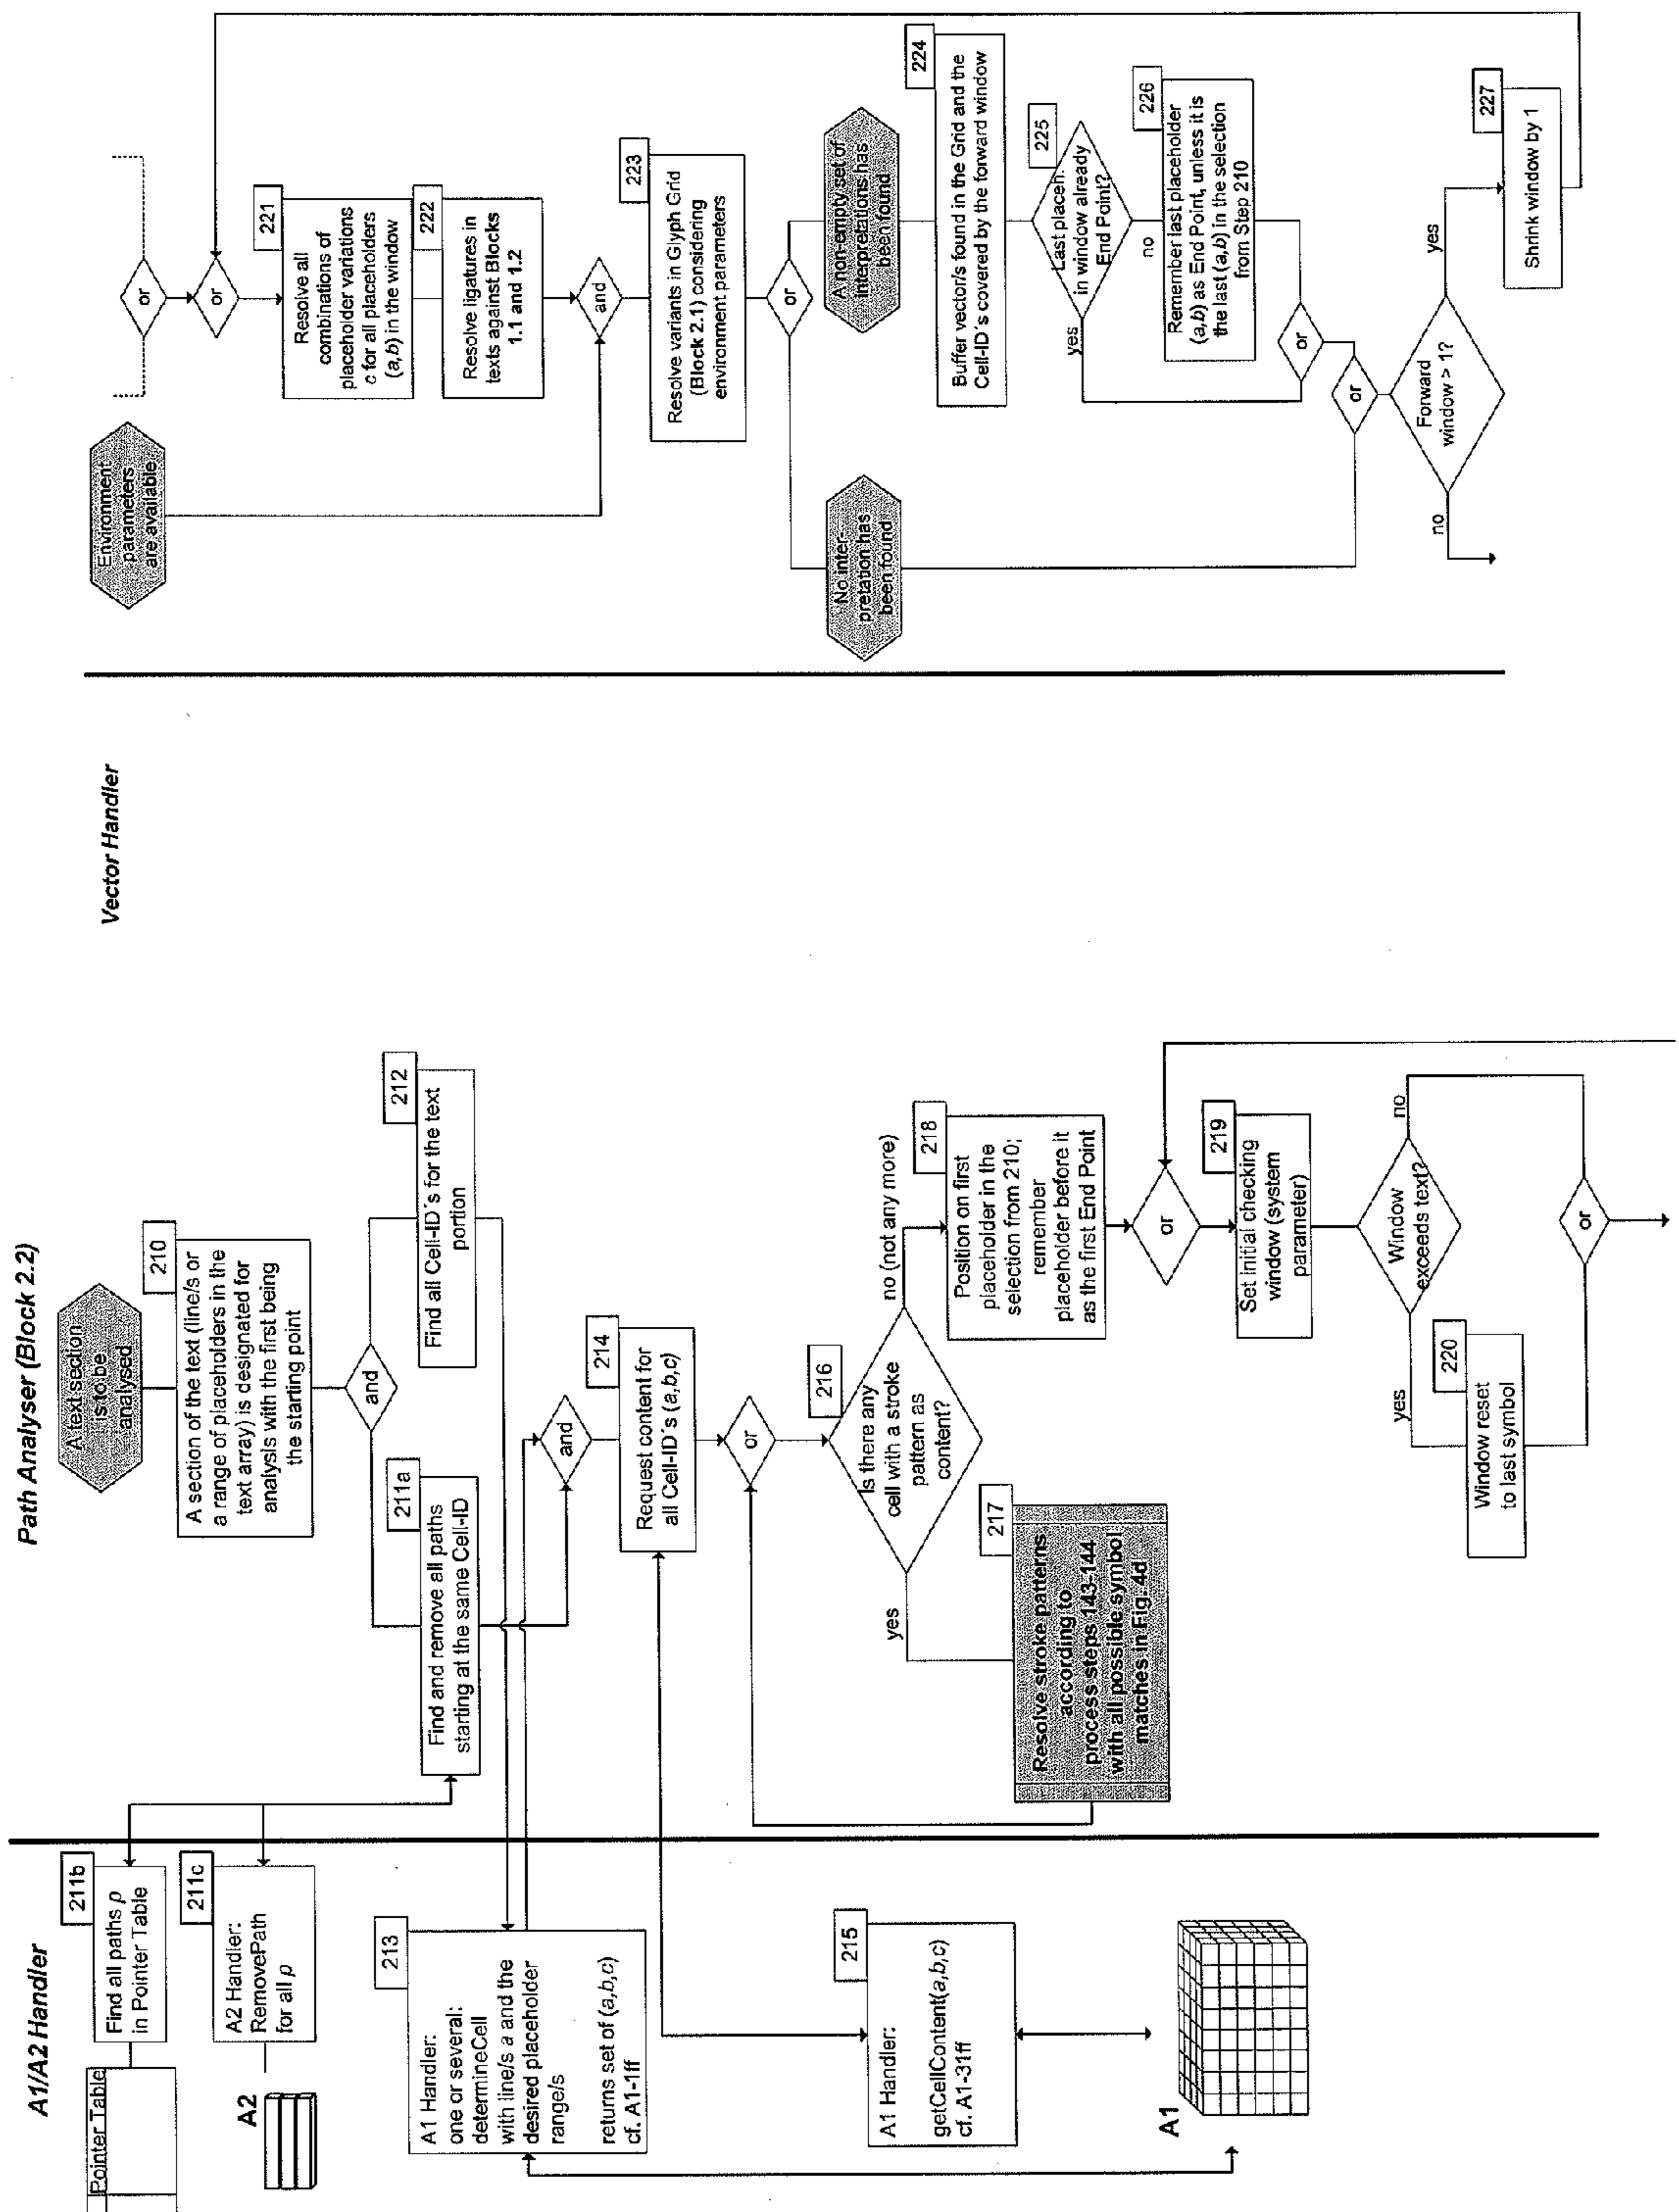 A1/A2 Handler
Path Analyser (Block 2.2)
Vector Handler
Pointer Table
211b
Find all paths p
in Pointer Table
A2
211c
A2 Handler:
RemovePath
for all p
213
A1 Handler:
one or several:
determineCell
with line/s a and the
desired placeholder
range/s
returns set of (a,b,c)
cf. A1-1ff
215
A1 Handler:
getCellContent(a,b,c)
cf. A1-31ff
A1
A text section
is to be
analysed
210
A section of the text (line/s or
a range of placeholders in the
text array) is designated for
analysis with the first being
the starting point
and
211a
Find and remove all paths
starting at the same Cell-ID
212
Find all Cell-ID´s for the text
portion
and
214
Request content for
all Cell-ID´s (a,b,c)
or
216
Is there any
cell with a stroke
pattern as
content?
yes
no (not any more)
217
Resolve stroke patterns
according to
process steps 143-144
with all possible symbol
matches in Fig. 4d
218
Position on first
placeholder in the
selection from 210;
remember
placeholder before it
as the first End Point
or
219
Set initial checking
window (system
parameter)
Window
exceeds text?
yes
no
220
Window reset
to last symbol
or
Environment
parameters
are available
or
or
221
Resolve all
combinations of
placeholder variations
c for all placeholders
(a,b) in the window
222
Resolve ligatures in
texts against Blocks
1.1 and 1.2
and
223
Resolve variants in Glyph Grid
(Block 2.1) considering
environment parameters
or
No inter-
pretation has
been found
A non-empty set of
interpretations has
been found
224
Buffer vector/s found in the Grid and the
Cell-ID´s covered by the forward window
225
Last placeh.
in window already
End Point?
yes
no
226
Remember last placeholder
(a,b) as End Point, unless it is
the last (a,b) in the selection
from Step 210
or
or
Forward
window > 1?
no
yes
227
Shrink window by 1